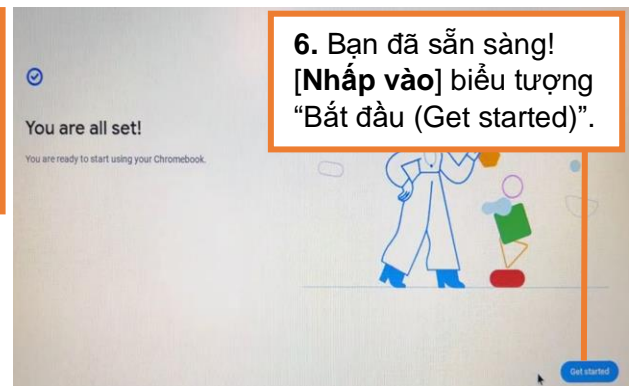 6. Bạn đã sẵn sàng!
[Nhấp vào] biểu tượng
“Bắt đầu (Get started)”.
You are all set!
You are ready to start using your Chromebook.
Get started